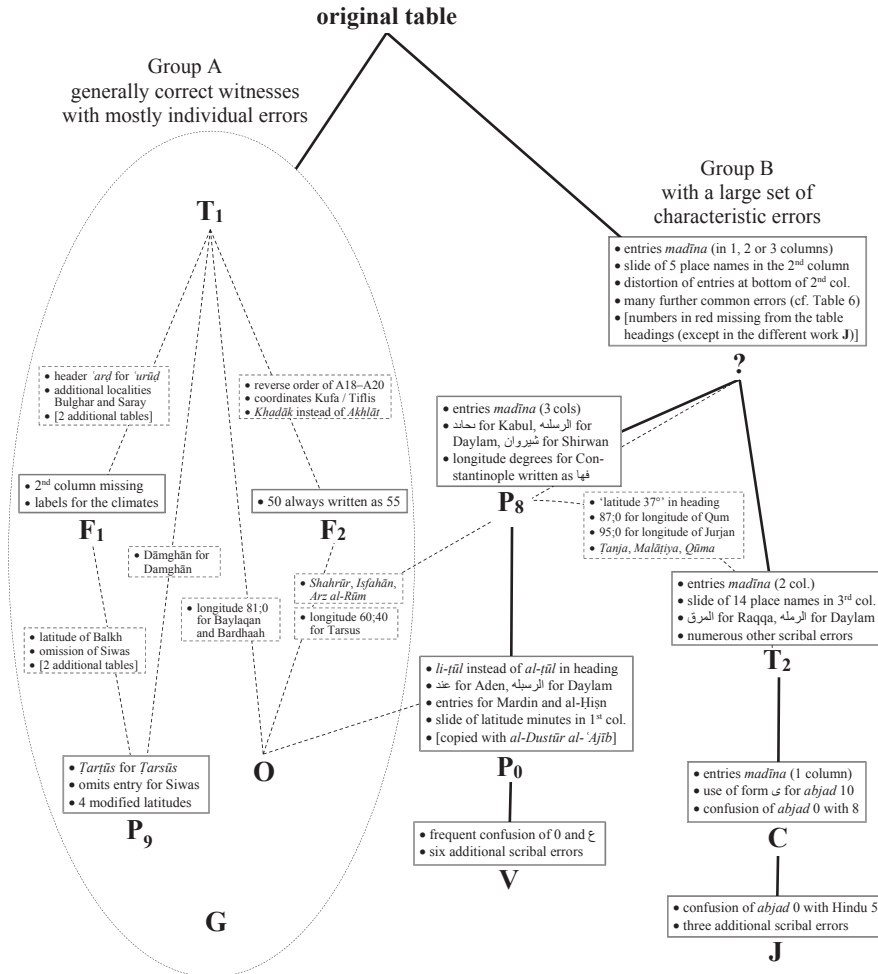 original table
Group A
generally correct witnesses
with mostly individual errors
Group B
with a large set of
characteristic errors
T1
• entries madīna (in 1, 2 or 3 columns)
• slide of 5 place names in the 2nd column
• distortion of entries at bottom of 2nd col.
• many further common errors (cf. Table 6)
• [numbers in red missing from the table
headings (except in the different work J)]
?
• header ʿarḍ for ʿurūḍ
• additional localities
Bulghar and Saray
• [2 additional tables]
• reverse order of A18–A20
• coordinates Kufa / Tiflis
• Khadāk instead of Akhlāt
• entries madīna (3 cols)
• for Kabul, الرسلىه for
Daylam, شيروان for Shirwan
• longitude degrees for Con-
stantinople written as فها
P8
• 2nd column missing
• labels for the climates
F1
• 50 always written as 55
F2
• ‘latitude 37°’ in heading
• 87;0 for longitude of Qum
• 95;0 for longitude of Jurjan
• Ṭanja, Malāṭiya, Qūma
• Dāmghān for
Damghān
• Shahrūr, Isfahān,
Arz al-Rūm
• longitude 81;0
for Baylaqan
and Bardhaah
• longitude 60;40
for Tarsus
• entries madīna (2 col.)
• slide of 14 place names in 3rd col.
• المرق for Raqqa, الرمله for Daylam
• numerous other scribal errors
T2
• latitude of Balkh
• omission of Siwas
• [2 additional tables]
• li-ṭūl instead of al-ṭūl in heading
• عند for Aden, الرسيله for Daylam
• entries for Mardin and al-Ḥiṣn
• slide of latitude minutes in 1st col.
• [copied with al-Dustūr al-ʿAjīb]
P0
• Ṭarṭūs for Ṭarsūs
• omits entry for Siwas
• 4 modified latitudes
P9
O
• entries madīna (1 column)
• use of form ى for abjad 10
• confusion of abjad 0 with 8
C
• frequent confusion of 0 and ع
• six additional scribal errors
V
G
• confusion of abjad 0 with Hindu 5
• three additional scribal errors
J